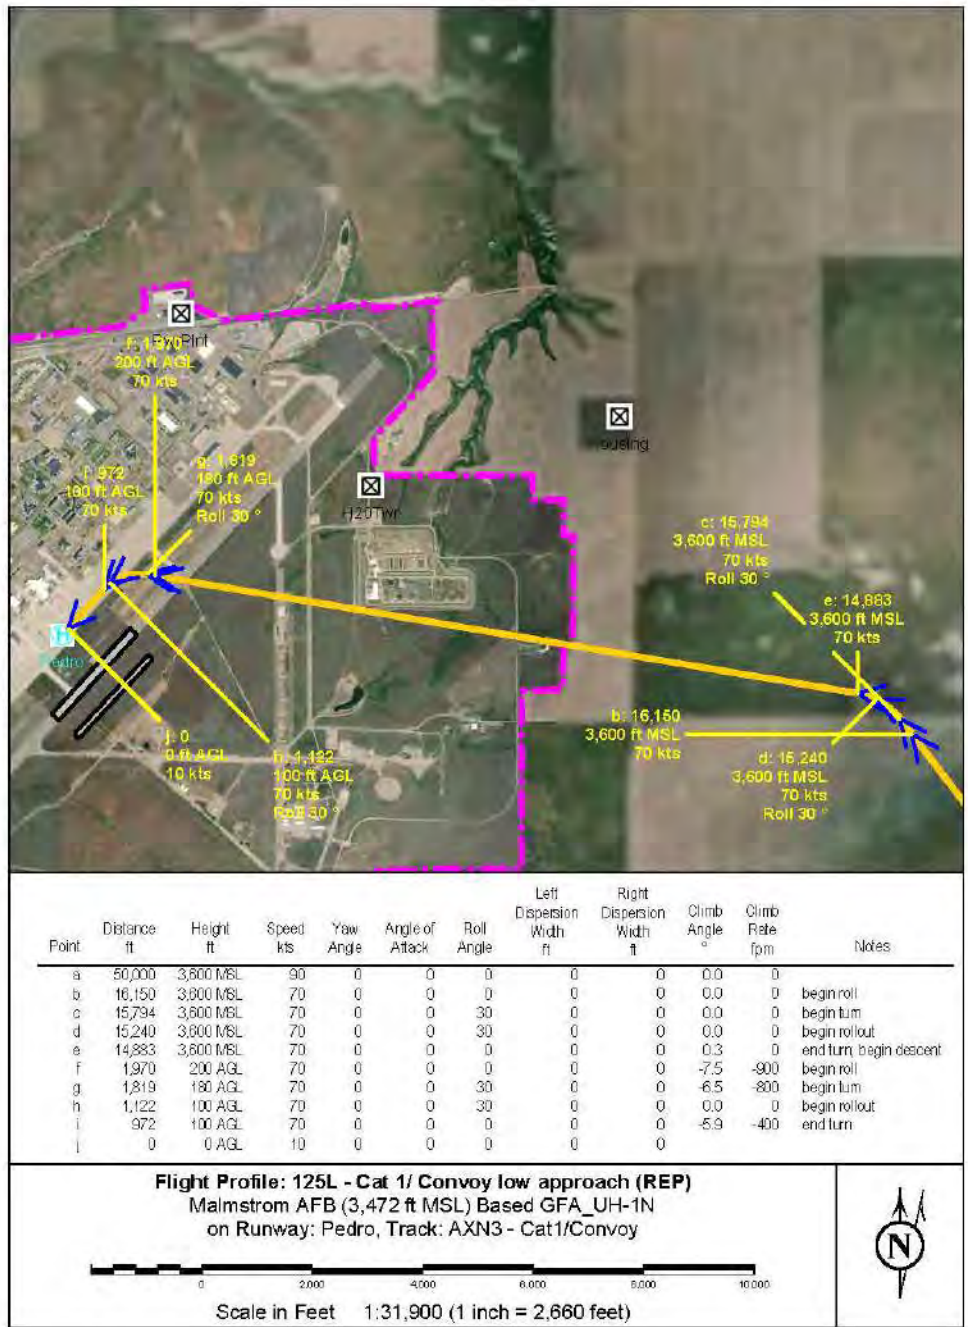 f: 1,970
200 ft AGL
70 kts
g: 1,819
180 ft AGL
70 kts
Roll 30 °
i: 972
100 ft AGL
70 kts
H20Twr
Housing
c: 15,794
3,600 ft MSL
70 kts
Roll 30 °
e: 14,883
3,600 ft MSL
70 kts
b: 16,150
3,600 ft MSL
70 kts
d: 15,240
3,600 ft MSL
70 kts
Roll 30 °
H
Pedro
j: 0
0 ft AGL
10 kts
h: 1,122
100 ft AGL
70 kts
Roll 30 °
Point Distance ft Height ft Speed kts Yaw Angle Angle of Attack Roll Angle Left Dispersion Width ft Right Dispersion Width ft Climb Angle ° Climb Rate fpm Notes
a 50,000 3,600 MSL 90 0 0 0 0 0 0.0 0
b 16,150 3,600 MSL 70 0 0 0 0 0 0.0 0 begin roll
c 15,794 3,600 MSL 70 0 0 30 0 0 0.0 0 begin turn
d 15,240 3,600 MSL 70 0 0 30 0 0 0.0 0 begin rollout
e 14,883 3,600 MSL 70 0 0 0 0 0 0.3 0 end turn, begin descent
f 1,970 200 AGL 70 0 0 0 0 0 -7.5 -900 begin roll
g 1,819 180 AGL 70 0 0 30 0 0 -6.5 -800 begin turn
h 1,122 100 AGL 70 0 0 30 0 0 0.0 0 begin rollout
i 972 100 AGL 70 0 0 0 0 0 -5.9 -400 end turn
j 0 0 AGL 10 0 0 0 0 0
Flight Profile: 125L - Cat 1/ Convoy low approach (REP)
Malmstrom AFB (3,472 ft MSL) Based GFA_UH-1N
on Runway: Pedro, Track: AXN3 - Cat1/Convoy
0 2,000 4,000 6,000 8,000 10,000
Scale in Feet 1:31,900 (1 inch = 2,660 feet)
N